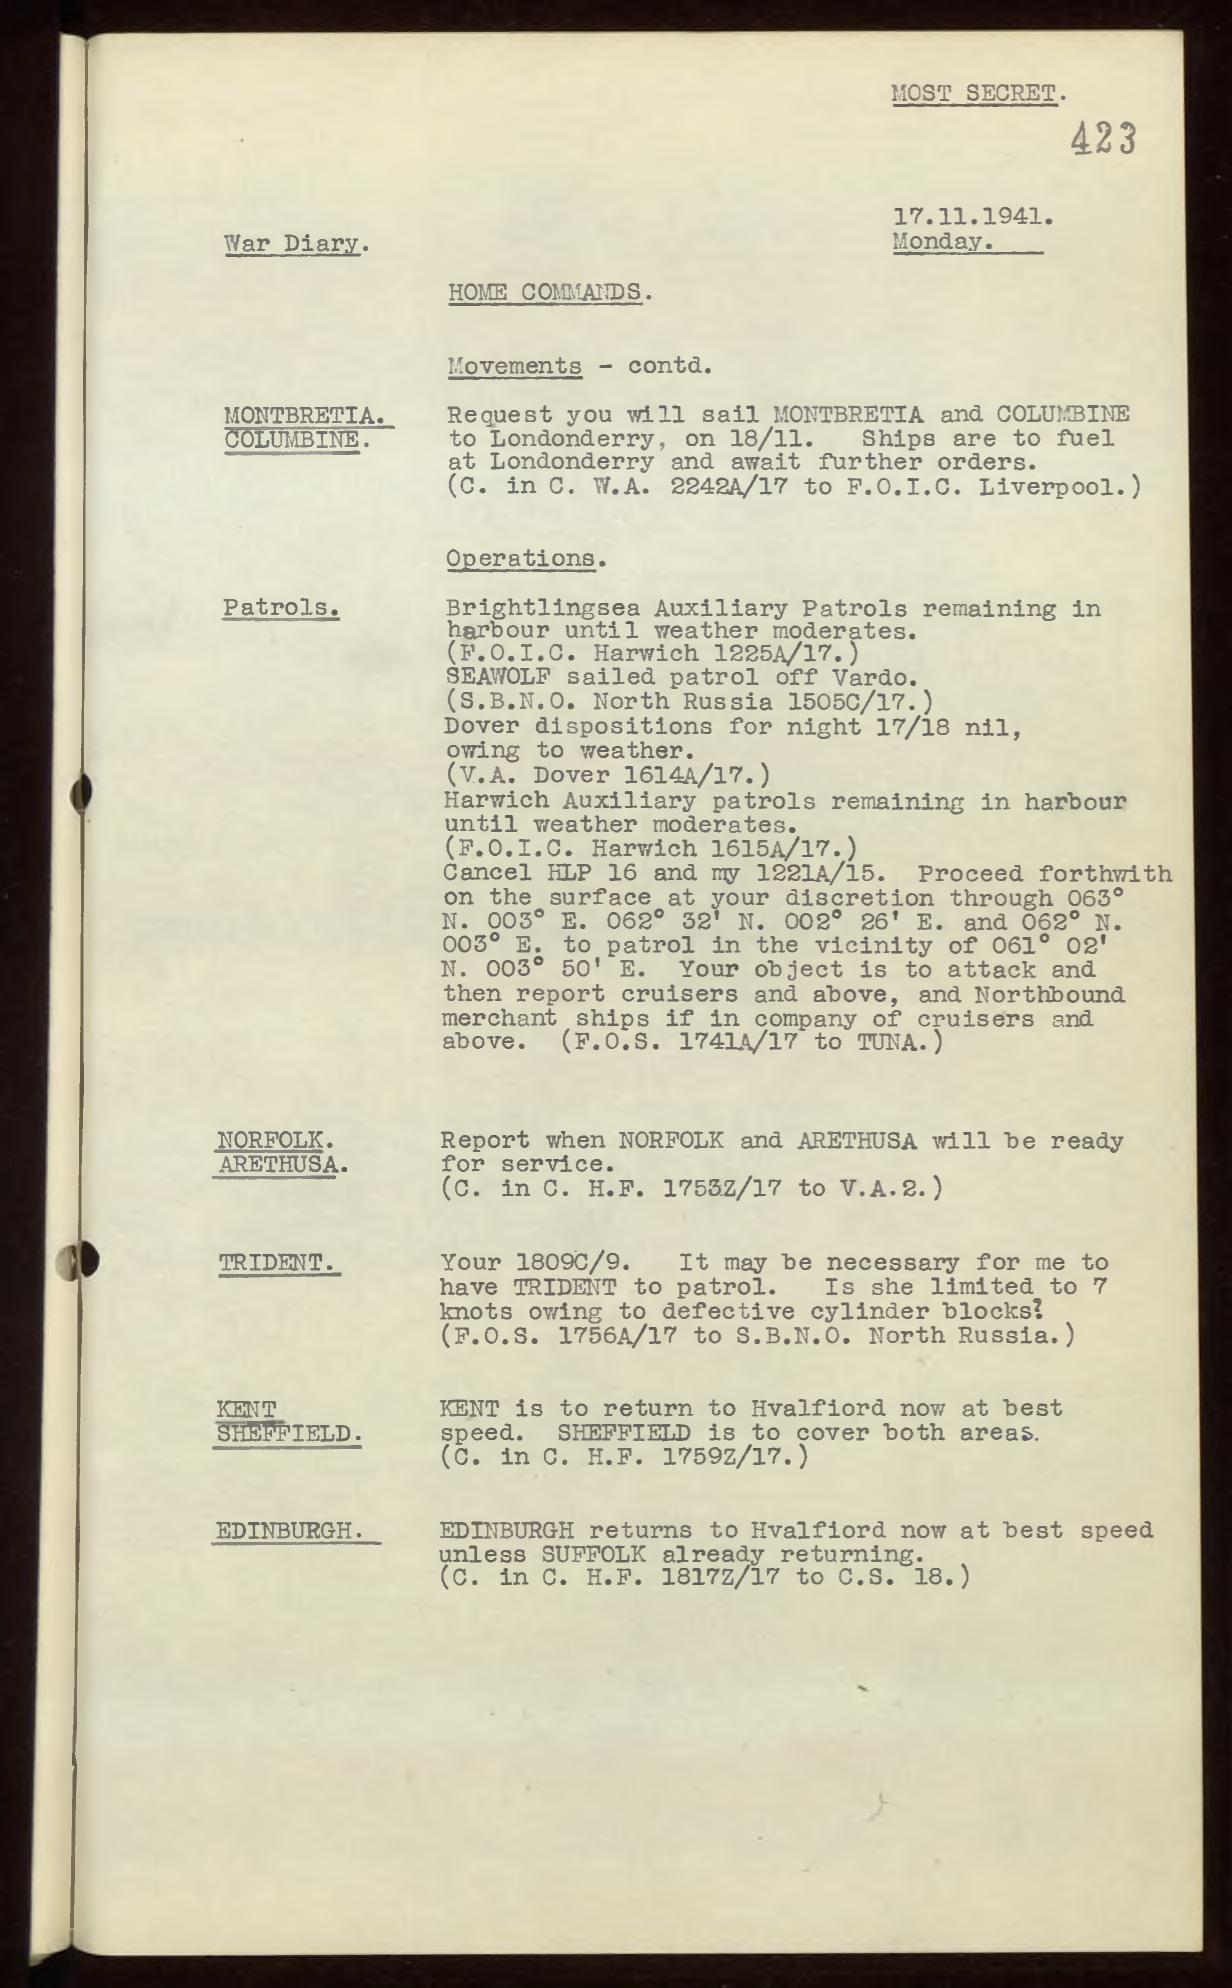 MOST SECRET.
423
17.11.1941.
War Diary.
Monday.
HOME COMMANDS.
Movements - contd.
MONTBRETIA.
COLUMBINE.
Request you will sail MONTBRETIA and COLUMBINE
to Londonderry, on 18/11. Ships are to fuel
at Londonderry and await further orders.
(C. in C. W.A. 2242A/17 to F.O.I.C. Liverpool.)
Operations.
Patrols.
Brightlingsea Auxiliary Patrols remaining in
harbour until weather moderates.
(F.O.I.C. Harwich 1225A/17.)
SEAWOLF sailed patrol off Vardo.
(S.B.N.O. North Russia 1505C/17.)
Dover dispositions for night 17/18 nil,
owing to weather.
(V.A. Dover 1614A/17.)
Harwich Auxiliary patrols remaining in harbour
until weather moderates.
(F.O.I.C. Harwich 1615A/17.)
Cancel HLP 16 and my 1221A/15. Proceed forthwith
on the surface at your discretion through 063°
N. 003° E. 062° 32' N. 002° 26' E. and 062° N.
003° E. to patrol in the vicinity of 061° 02'
N. 003° 50' E. Your object is to attack and
then report cruisers and above, and Northbound
merchant ships if in company of cruisers and
above. (F.O.S. 1741A/17 to TUNA.)
NORFOLK.
ARETHUSA.
Report when NORFOLK and ARETHUSA will be ready
for service.
(C. in C. H.F. 1753Z/17 to V.A.2.)
TRIDENT.
Your 1809C/9. It may be necessary for me to
have TRIDENT to patrol. Is she limited to 7
knots owing to defective cylinder blocks?
(F.O.S. 1756A/17 to S.B.N.O. North Russia.)
KENT
SHEFFIELD.
KENT is to return to Hvalfiord now at best
speed. SHEFFIELD is to cover both areas.
(C. in C. H.F. 1759Z/17.)
EDINBURGH.
EDINBURGH returns to Hvalfiord now at best speed
unless SUFFOLK already returning.
(C. in C. H.F. 1817Z/17 to C.S. 18.)